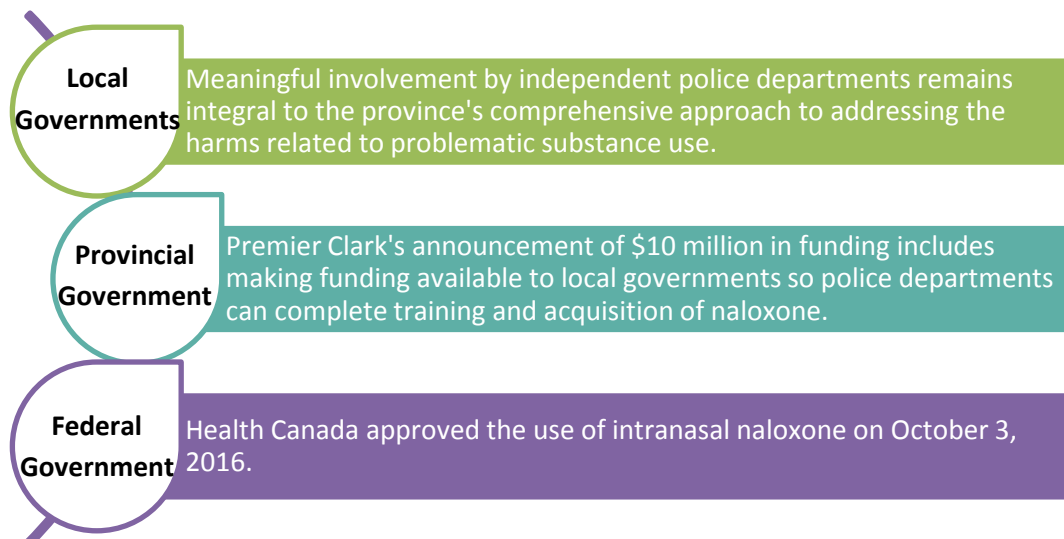 Local
Governments
Meaningful involvement by independent police departments remains
integral to the province's comprehensive approach to addressing the
harms related to problematic substance use.
Provincial
Government
Premier Clark's announcement of $10 million in funding includes
making funding available to local governments so police departments
can complete training and acquisition of naloxone.
Federal
Government
Health Canada approved the use of intranasal naloxone on October 3,
2016.